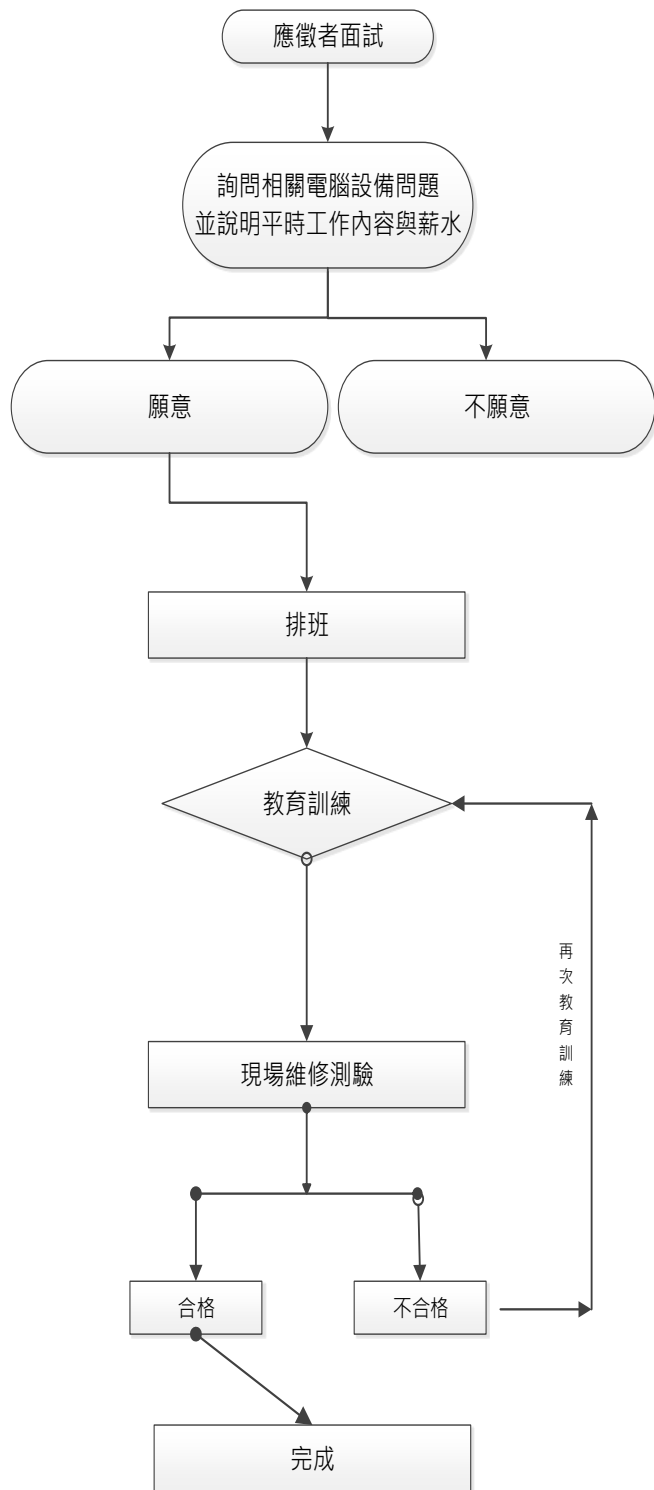 應徵者面試
詢問相關電腦設備問題
並說明平時工作內容與薪水
願意
不願意
排班
教育訓練
再次教育訓練
現場維修測驗
合格
不合格
完成